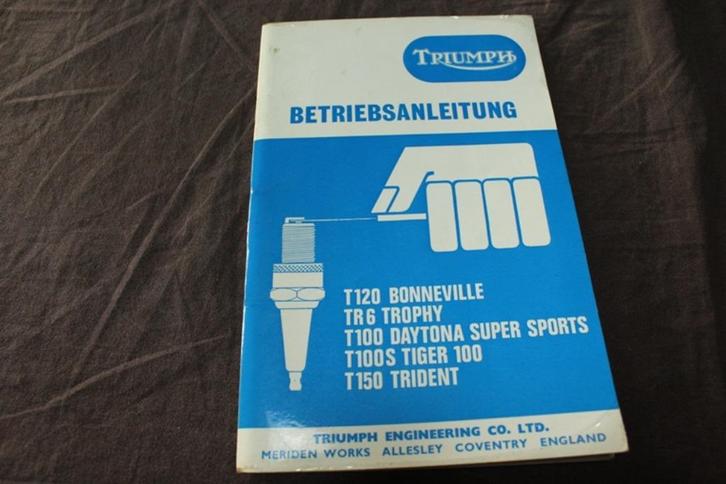 TRIUMPH
BETRIEBSANLEITUNG
T120 BONNEVILLE
TR6 TROPHY
T100 DAYTONA SUPER SPORTS
T100S TIGER 100
T150 TRIDENT
TRIUMPH ENGINEERING CO. LTD.
MERIDEN WORKS ALLESLEY COVENTRY ENGLAND